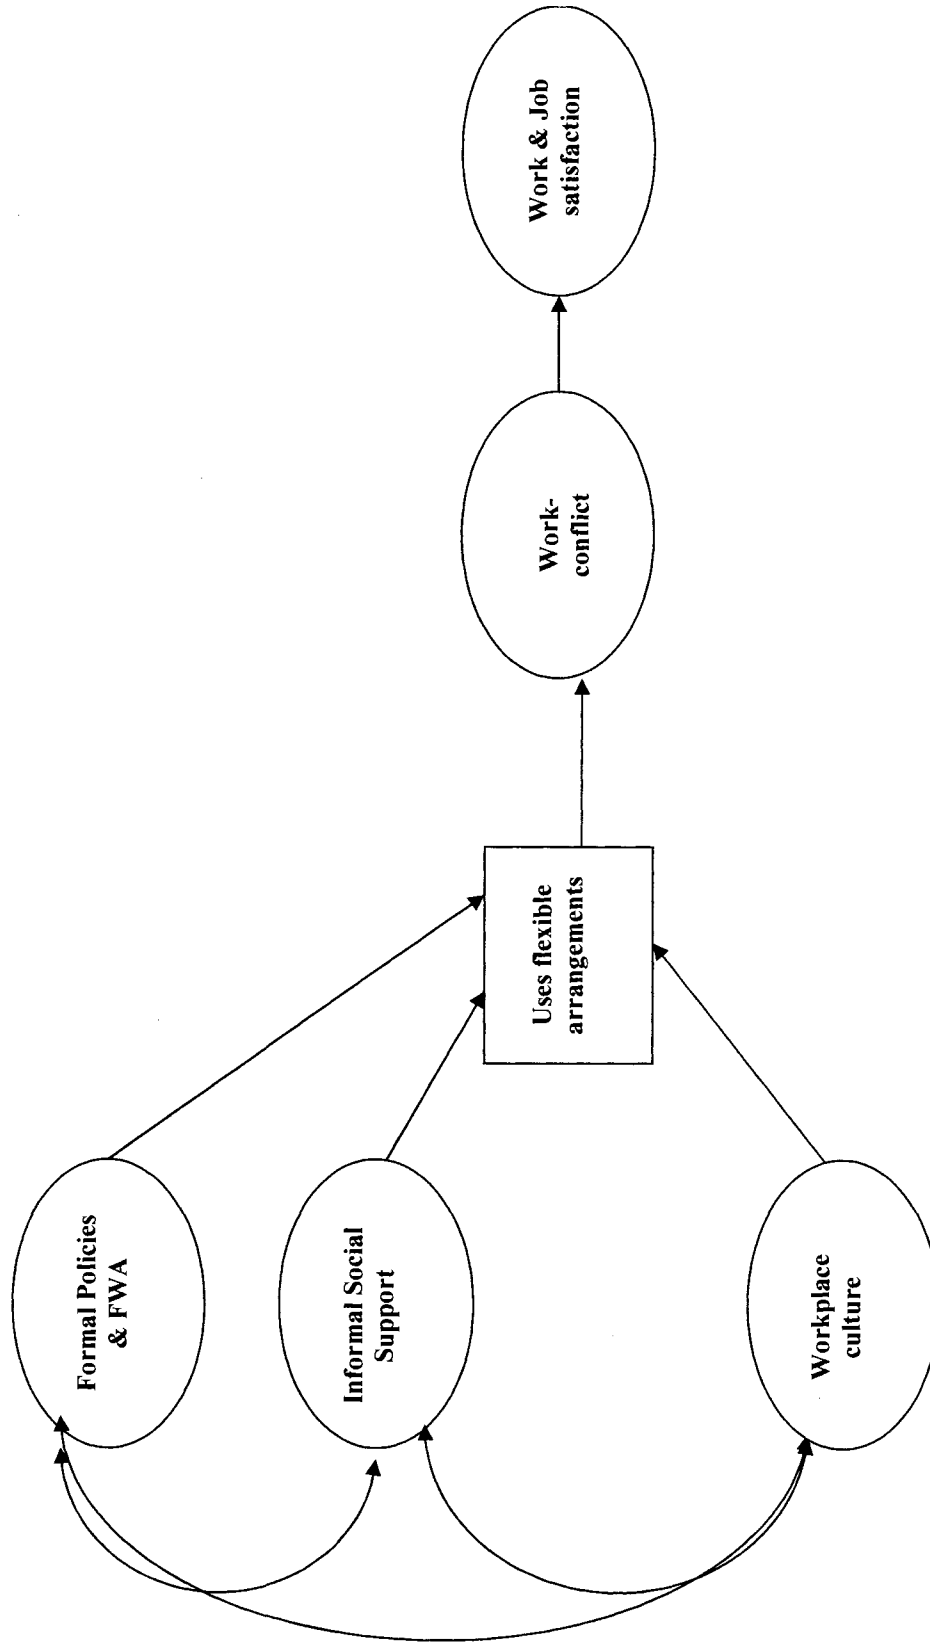 Formal Policies
& FWA
Informal Social
Support
Workplace
culture
Uses flexible
arrangements
Work-
conflict
Work & Job
satisfaction